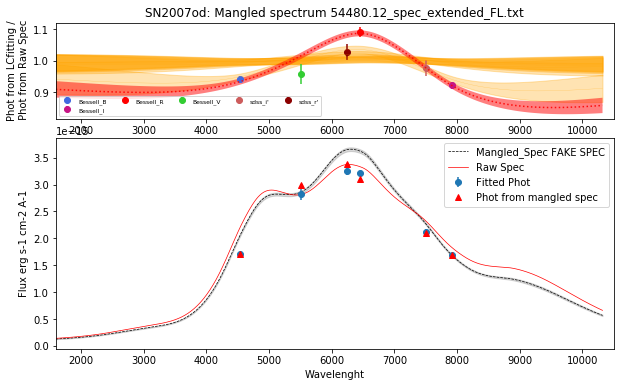 SN2007od: Mangled spectrum 54480.12_spec_extended_FL.txt
Phot from LCfitting /
Phot from Raw Spec
1.1
1.0
0.9
Bessell_B Bessell_R Bessell_V sdss_i' sdss_r'
Bessell_I
2000 3000 4000 5000 6000 7000 8000 9000 10000
Flux erg s-1 cm-2 A-1
3.5
3.0
2.5
2.0
1.5
1.0
0.5
0.0
Mangled_Spec FAKE SPEC
Raw Spec
Fitted Phot
Phot from mangled spec
2000 3000 4000 5000 6000 7000 8000 9000 10000
Wavelenght